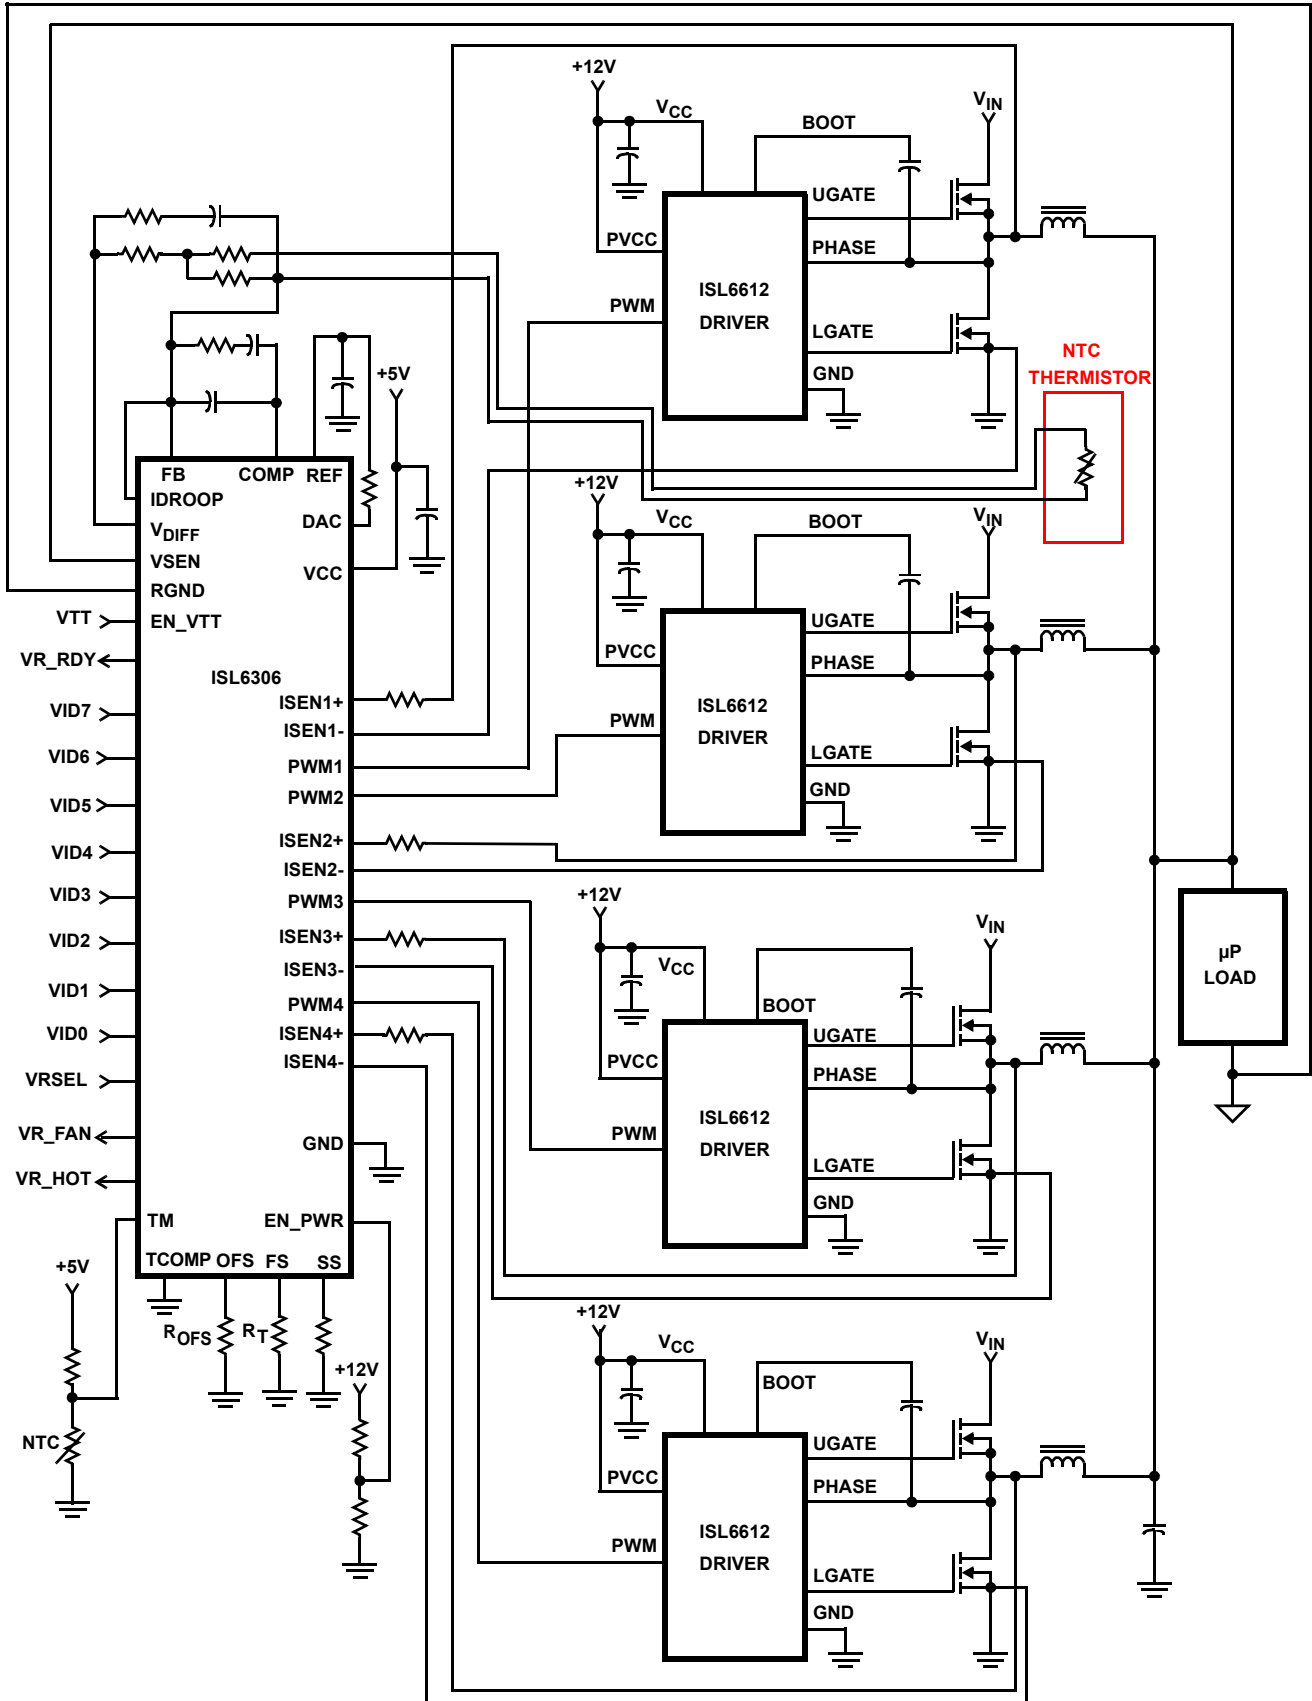 +12V
VCC
BOOT
VIN
UGATE
PVCC
PHASE
ISL6612
DRIVER
PWM
LGATE
GND
NTC
THERMISTOR
+5V
FB
COMP
REF
IDROOP
VDIFF
DAC
VSEN
VCC
RGND
VTT
EN_VTT
VR_RDY
ISL6306
VID7
VID6
VID5
VID4
VID3
VID2
VID1
VID0
VRSEL
VR_FAN
VR_HOT
ISEN1+
ISEN1-
PWM1
PWM2
ISEN2+
ISEN2-
PWM3
ISEN3+
ISEN3-
PWM4
ISEN4+
ISEN4-
GND
TM
EN_PWR
TCOMP
OFS
FS
SS
+5V
ROFS
RT
+12V
NTC
+12V
VCC
BOOT
VIN
UGATE
PVCC
PHASE
ISL6612
DRIVER
PWM
LGATE
GND
+12V
VCC
BOOT
VIN
UGATE
PVCC
PHASE
ISL6612
DRIVER
PWM
LGATE
GND
µP
LOAD
+12V
VCC
BOOT
VIN
UGATE
PVCC
PHASE
ISL6612
DRIVER
PWM
LGATE
GND